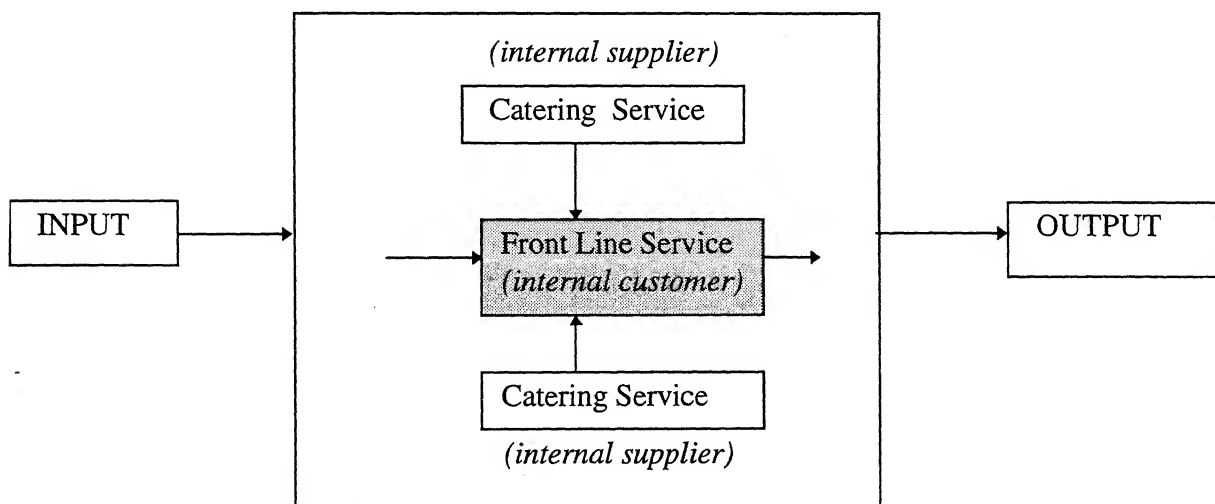 (internal supplier)
Catering Service
INPUT
Front Line Service
(internal customer)
OUTPUT
Catering Service
(internal supplier)